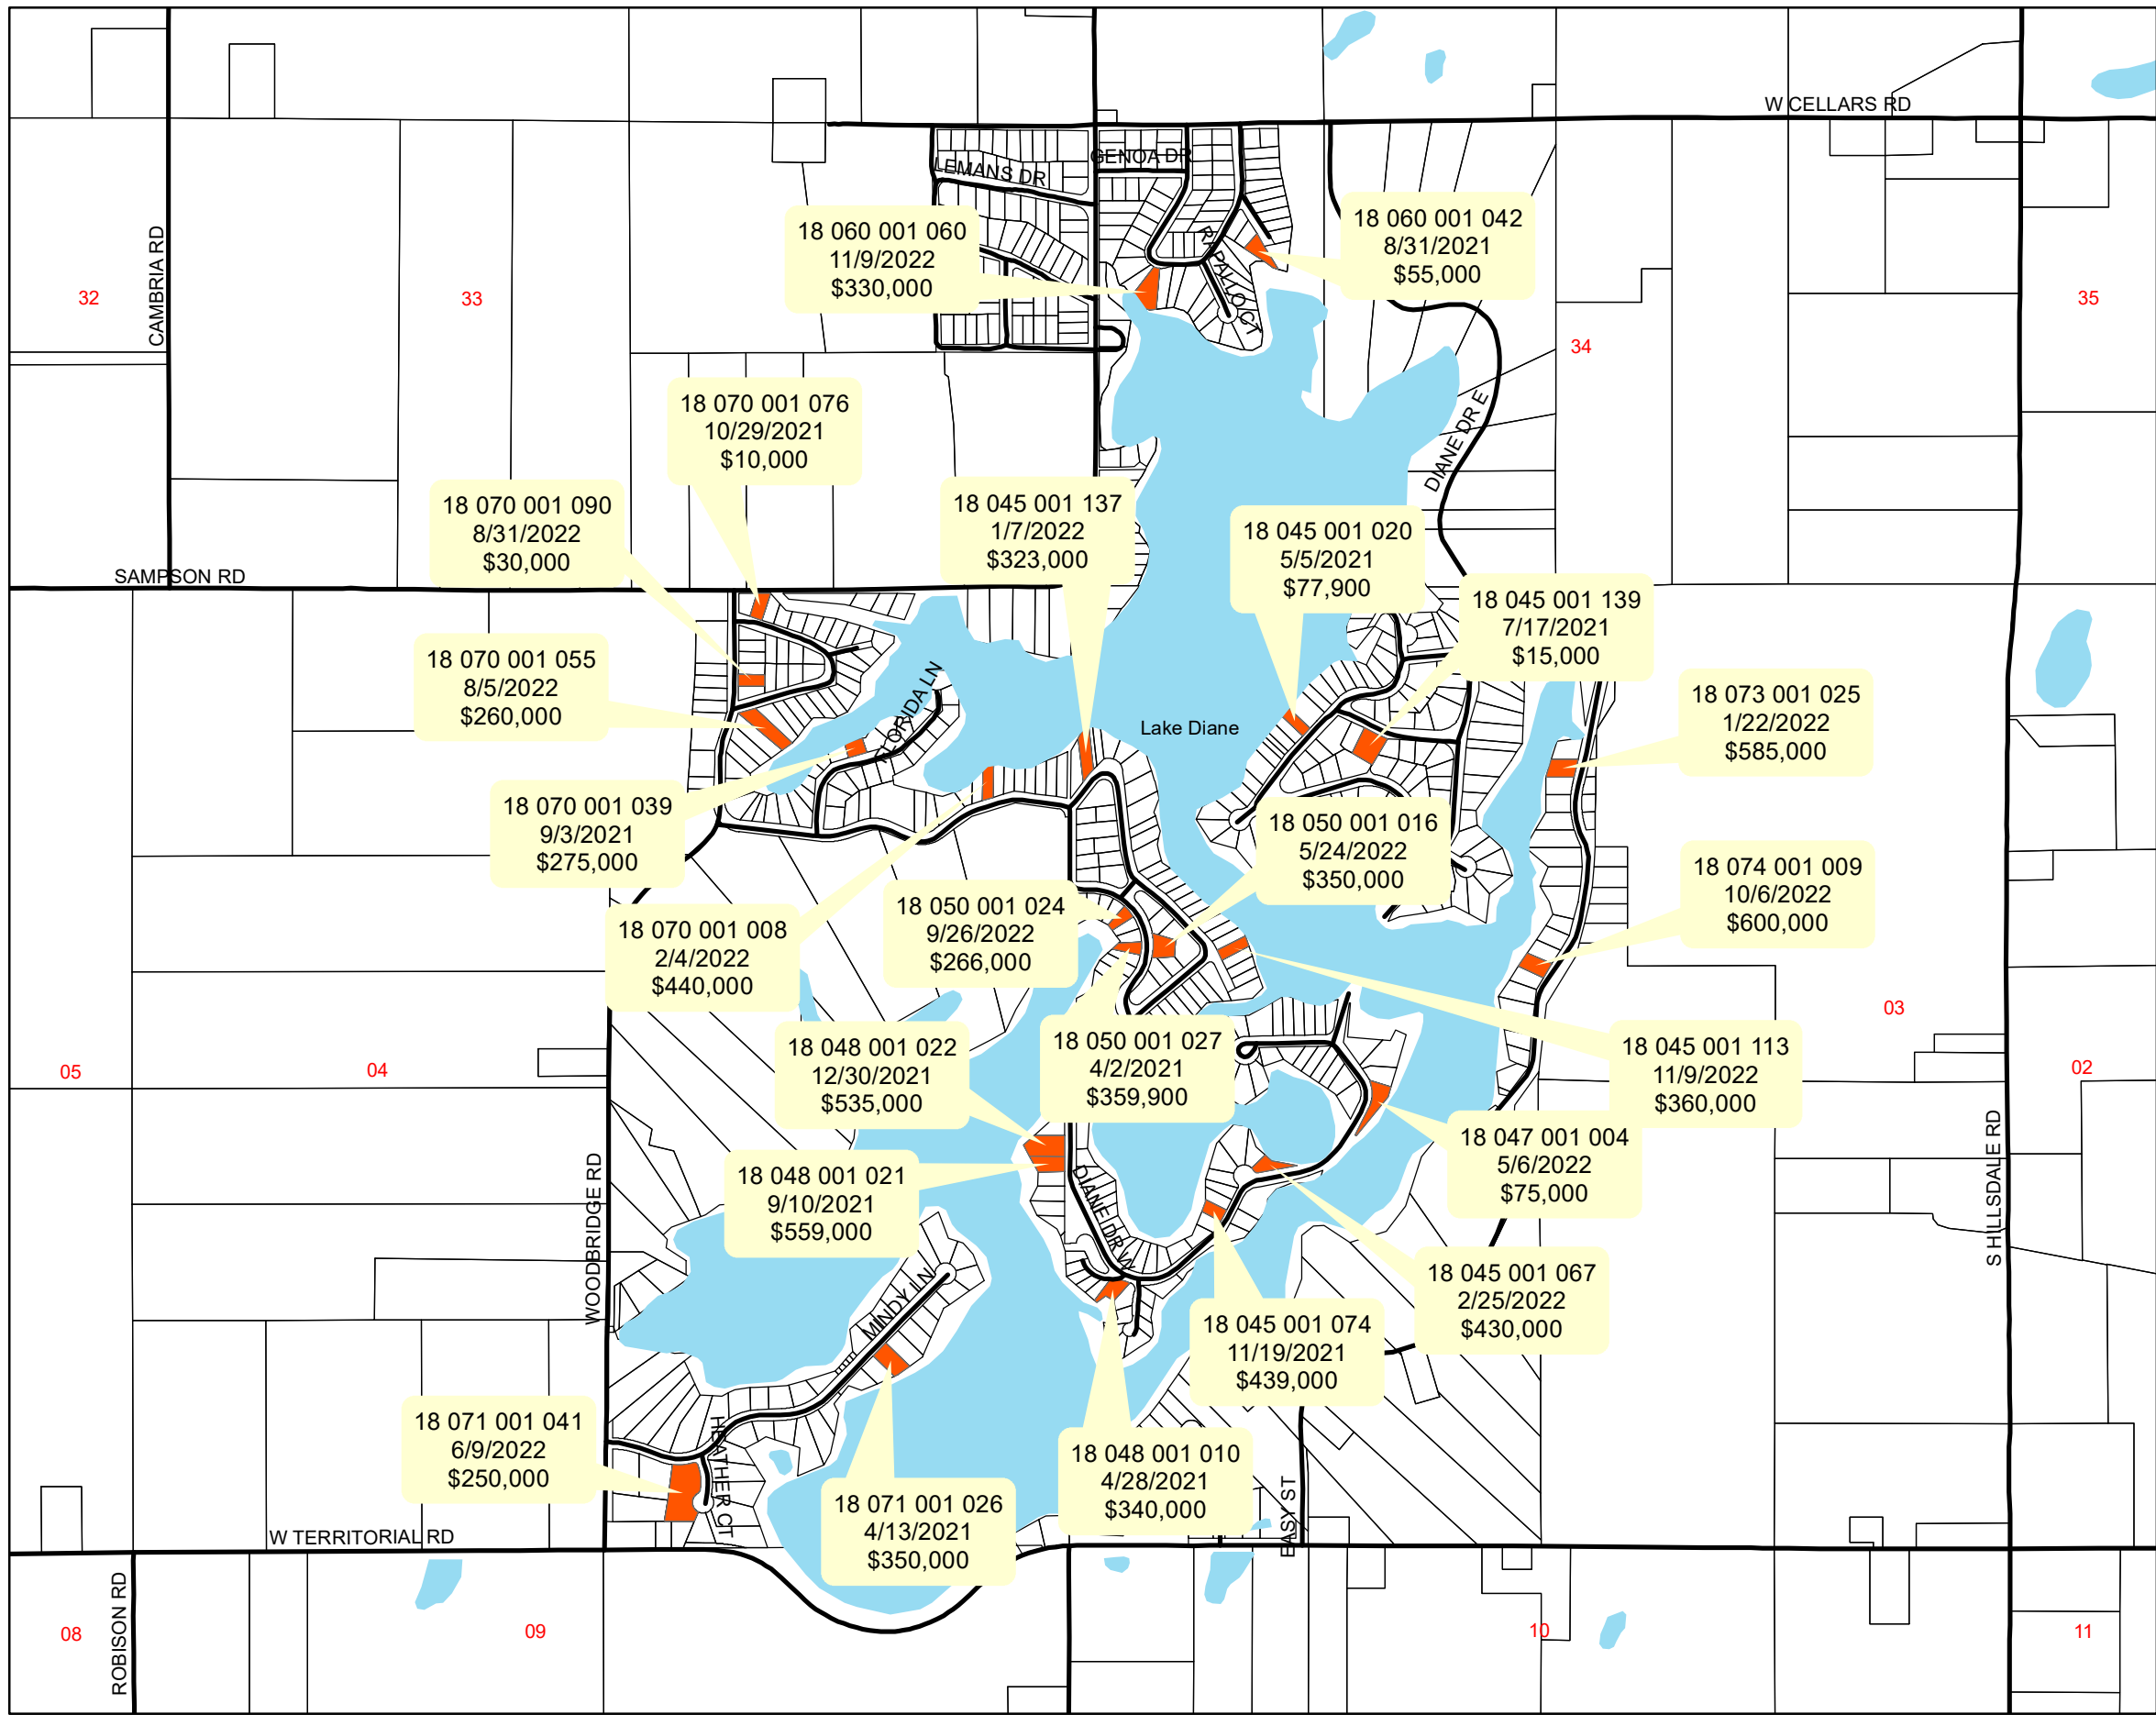 W CELLARS RD
GENOA DR
LEMANS DR
CAMBRIA RD
18 060 001 060
11/9/2022
$330,000
RAPALLO CT
18 060 001 042
8/31/2021
$55,000
32
33
34
35
18 070 001 076
10/29/2021
$10,000
DIANE DR E
18 070 001 090
8/31/2022
$30,000
18 045 001 137
1/7/2022
$323,000
18 045 001 020
5/5/2021
$77,900
SAMPSON RD
18 045 001 139
7/17/2021
$15,000
18 070 001 055
8/5/2022
$260,000
FLORIDA LN
Lake Diane
18 073 001 025
1/22/2022
$585,000
18 070 001 039
9/3/2021
$275,000
18 050 001 016
5/24/2022
$350,000
18 074 001 009
10/6/2022
$600,000
18 070 001 008
2/4/2022
$440,000
18 050 001 024
9/26/2022
$266,000
03
18 048 001 022
12/30/2021
$535,000
18 050 001 027
4/2/2021
$359,900
18 045 001 113
11/9/2022
$360,000
05
04
02
18 047 001 004
5/6/2022
$75,000
18 048 001 021
9/10/2021
$559,000
DIANE DR W
WOODBRIDGE RD
S HILLSDALE RD
18 045 001 067
2/25/2022
$430,000
MINDY LN
18 045 001 074
11/19/2021
$439,000
18 071 001 041
6/9/2022
$250,000
HEATHER CT
18 048 001 010
4/28/2021
$340,000
18 071 001 026
4/13/2021
$350,000
EASY ST
W TERRITORIAL RD
ROBISON RD
08
09
10
11